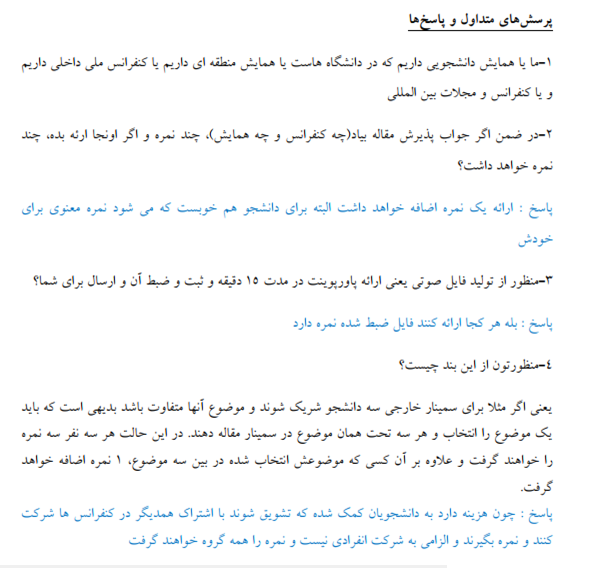 پرسش‌های متداول و پاسخ‌ها
۱-ما یا همایش دانشجویی داریم که در دانشگاه هاست یا همایش منطقه ای داریم یا کنفرانس ملی داخلی داریم
و یا کنفرانس و مجلات بین المللی
۲-در ضمن اگر جواب پذیرش مقاله بیاد(چه کنفرانس و چه همایش)، چند نمره و اگر اونجا ارئه بده، چند
نمره خواهد داشت؟
پاسخ : ارائه یک نمره اضافه خواهد داشت البته برای دانشجو هم خوبست که می شود نمره معنوی برای
خودش
۳-منظور از تولید فایل صوتی یعنی ارائه پاورپوینت در مدت ۱۵ دقیقه و ثبت و ضبط آن و ارسال برای شما؟
پاسخ : بله هر کجا ارائه کنند فایل ضبط شده نمره دارد
٤-منظورتون از این بند چیست؟
یعنی اگر مثلا برای سمینار خارجی سه دانشجو شریک شوند و موضوع آنها متفاوت باشد بدیهی است که باید
یک موضوع را انتخاب و هر سه تحت همان موضوع در سمینار مقاله دهند. در این حالت هر سه نفر سه نمره
را خواهند گرفت و علاوه بر آن کسی که موضوعش انتخاب شده در بین سه موضوع، ۱ نمره اضافه خواهد
گرفت.
پاسخ : چون هزینه دارد به دانشجویان کمک شده که تشویق شوند با اشتراک همدیگر در کنفرانس ها شرکت
کنند و نمره بگیرند و الزامی به شرکت انفرادی نیست و نمره را همه گروه خواهند گرفت